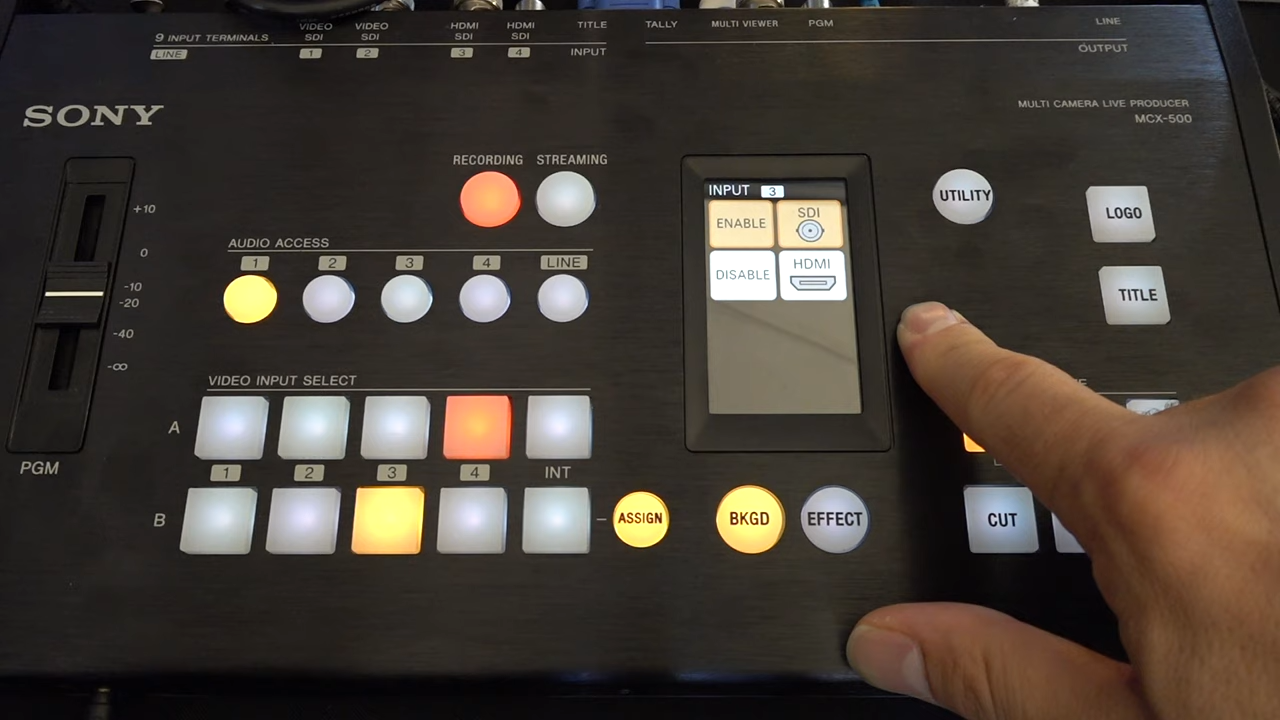 VIDEO VIDEO HDMI HDMI TITLE TALLY MULTI VIEWER PGM LINE
9 INPUT TERMINALS SDI SDI SDI SDI
LINE 1 2 3 4 INPUT OUTPUT
SONY
MULTI CAMERA LIVE PRODUCER
MCX-500
RECORDING STREAMING
INPUT 3
UTILITY
LOGO
ENABLE SDI
DISABLE HDMI
TITLE
+10
0
-10
-20
-40
-∞
PGM
AUDIO ACCESS
1 2 3 4 LINE
VIDEO INPUT SELECT
A
1 2 3 4 INT
B
ASSIGN
BKGD
EFFECT
CUT